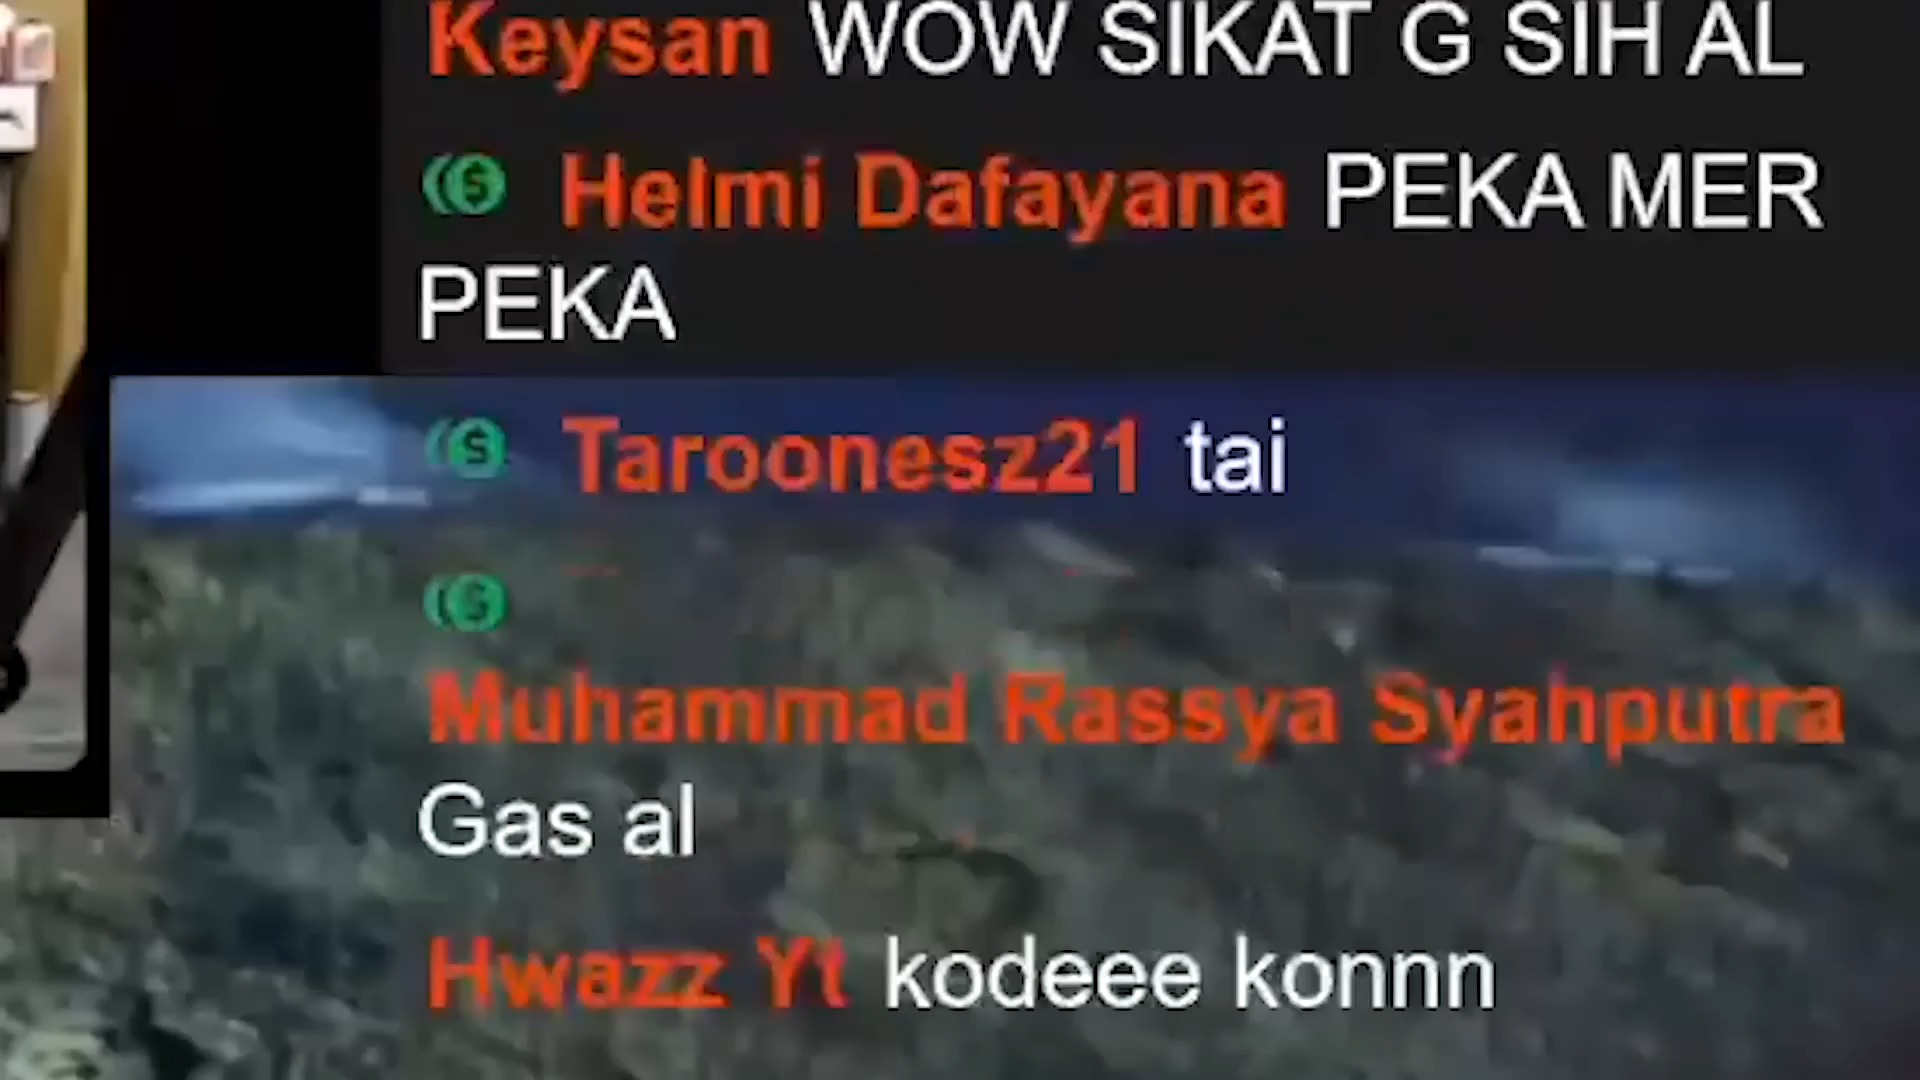 Keysan WOW SIKAT G SIH AL
Helmi Dafayana PEKA MER
PEKA
Taroonesz21 tai
Muhammad Rassya Syahputra
Gas al
Hwazz Yt kodeee konnn